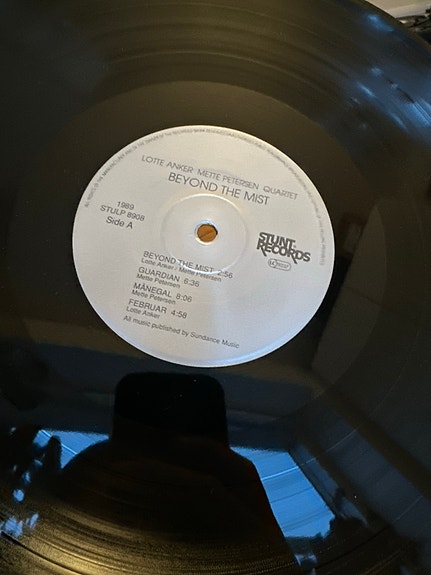 LOTTE ANKER METTE PETERSEN QUARTET
BEYOND THE MIST
1989
STULP 8908
Side A
STUNT
RECORDS
BEYOND THE MIST 2:56
Lotte Anker / Mette Petersen
GUARDIAN 6:36
Mette Petersen
MÅNEGAL 8:06
Mette Petersen
FEBRUAR 4:58
Lotte Anker
All music published by Sundance Music